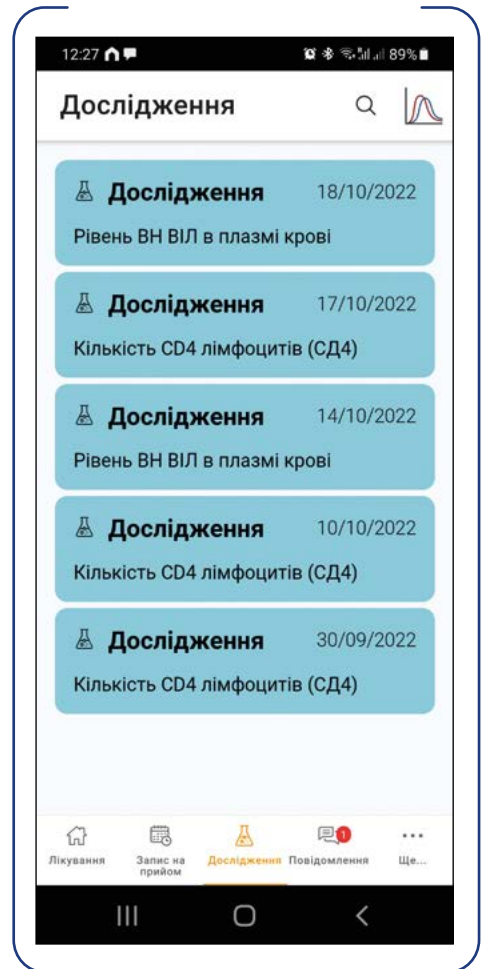 12:27 89%
Дослідження
Дослідження 18/10/2022
Рівень ВН ВІЛ в плазмі крові
Дослідження 17/10/2022
Кількість CD4 лімфоцитів (СД4)
Дослідження 14/10/2022
Рівень ВН ВІЛ в плазмі крові
Дослідження 10/10/2022
Кількість CD4 лімфоцитів (СД4)
Дослідження 30/09/2022
Кількість CD4 лімфоцитів (СД4)
1
Лікування Запис на прийом Дослідження Повідомлення Ще...